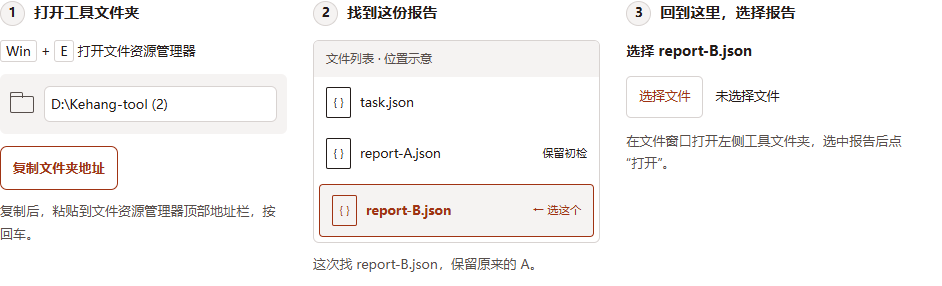 1 打开工具文件夹
Win + E 打开文件资源管理器
D:\Kehang-tool (2)
复制文件夹地址
复制后，粘贴到文件资源管理器顶部地址栏，按
回车。
2 找到这份报告
文件列表 · 位置示意
{ } task.json
{ } report-A.json 保留初检
{ } report-B.json ← 选这个
这次找 report-B.json，保留原来的 A。
3 回到这里，选择报告
选择 report-B.json
选择文件 未选择文件
在文件窗口打开左侧工具文件夹，选中报告后点
“打开”。